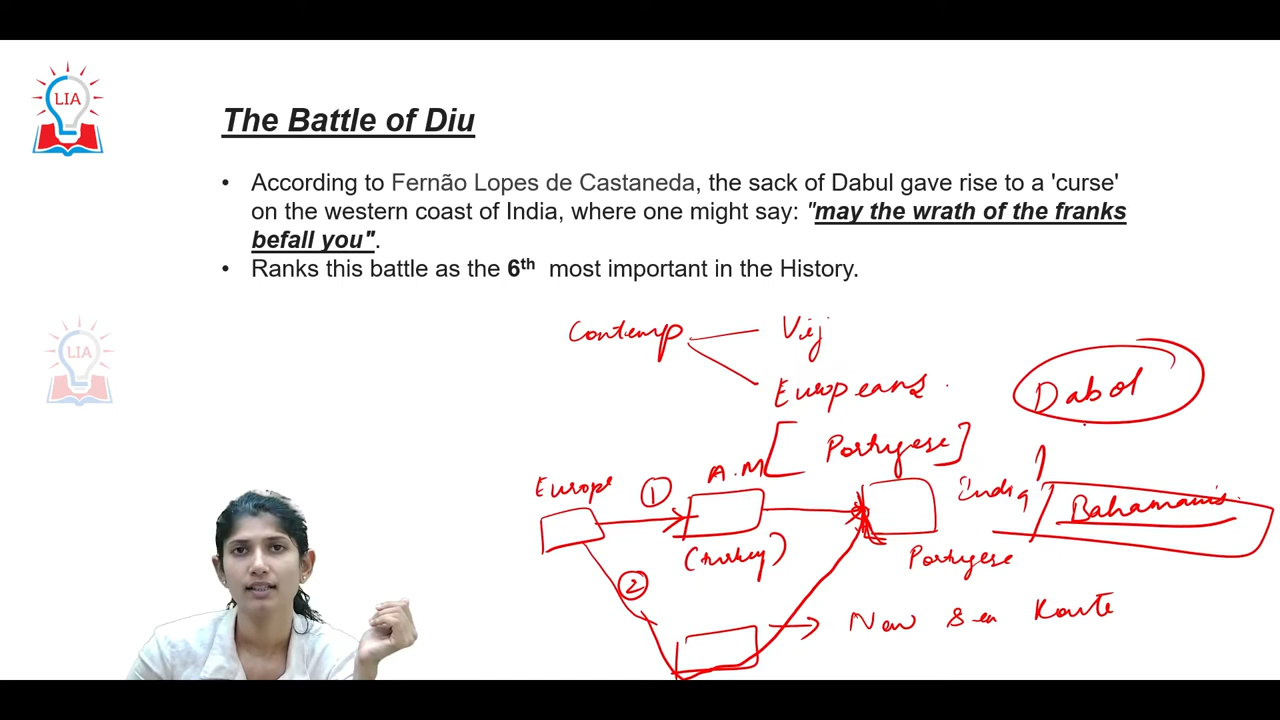 LIA
The Battle of Diu
• According to Fernão Lopes de Castaneda, the sack of Dabul gave rise to a 'curse'
on the western coast of India, where one might say: "may the wrath of the franks
befall you".
• Ranks this battle as the 6th most important in the History.
LIA
Contemp
Vij
Europeans
Dabol
[Portugese]
A.M
Europe
1
India
Bahamanis
(turkey)
Portugese
2
New Sea Route